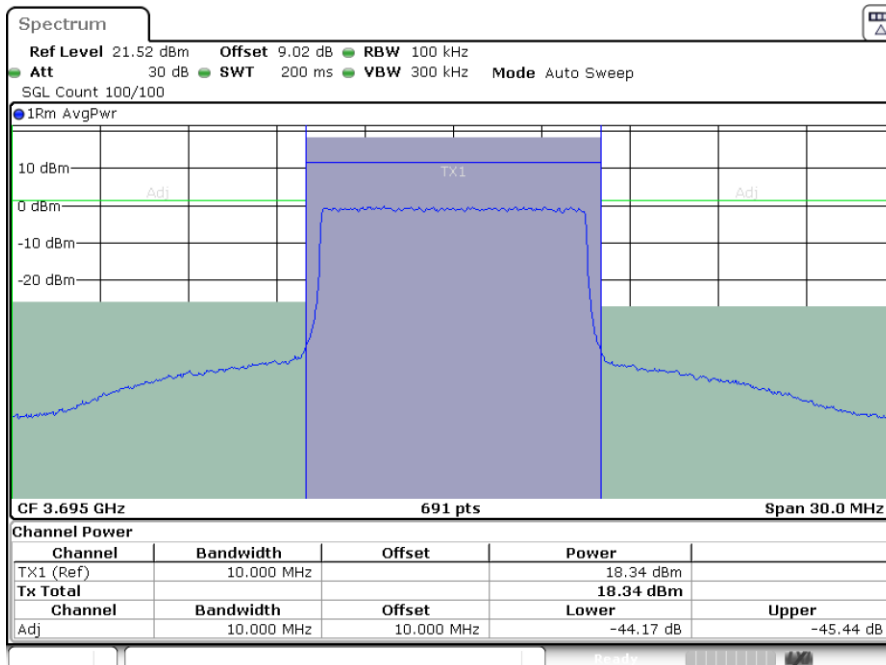 Spectrum
Ref Level 21.52 dBm Offset 9.02 dB RBW 100 kHz
Att 30 dB SWT 200 ms VBW 300 kHz Mode Auto Sweep
SGL Count 100/100
1Rm AvgPwr
10 dBm
TX1
Adj Adj
0 dBm
-10 dBm
-20 dBm
CF 3.695 GHz 691 pts Span 30.0 MHz
Channel Power
Channel Bandwidth Offset Power
TX1 (Ref) 10.000 MHz 18.34 dBm
Tx Total 18.34 dBm
Channel Bandwidth Offset Lower Upper
Adj 10.000 MHz 10.000 MHz -44.17 dB -45.44 dB
Ready